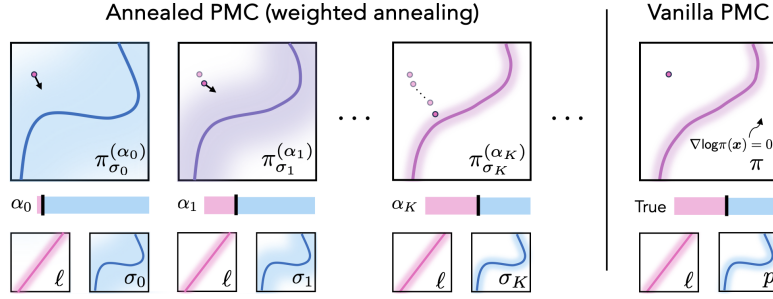 Annealed PMC (weighted annealing)
Vanilla PMC
π_{σ_0}^{(α_0)}
π_{σ_1}^{(α_1)}
...
π_{σ_K}^{(α_K)}
...
∇logπ(x) = 0
π
α_0
α_1
α_K
True
ℓ
σ_0
ℓ
σ_1
ℓ
σ_K
ℓ
p